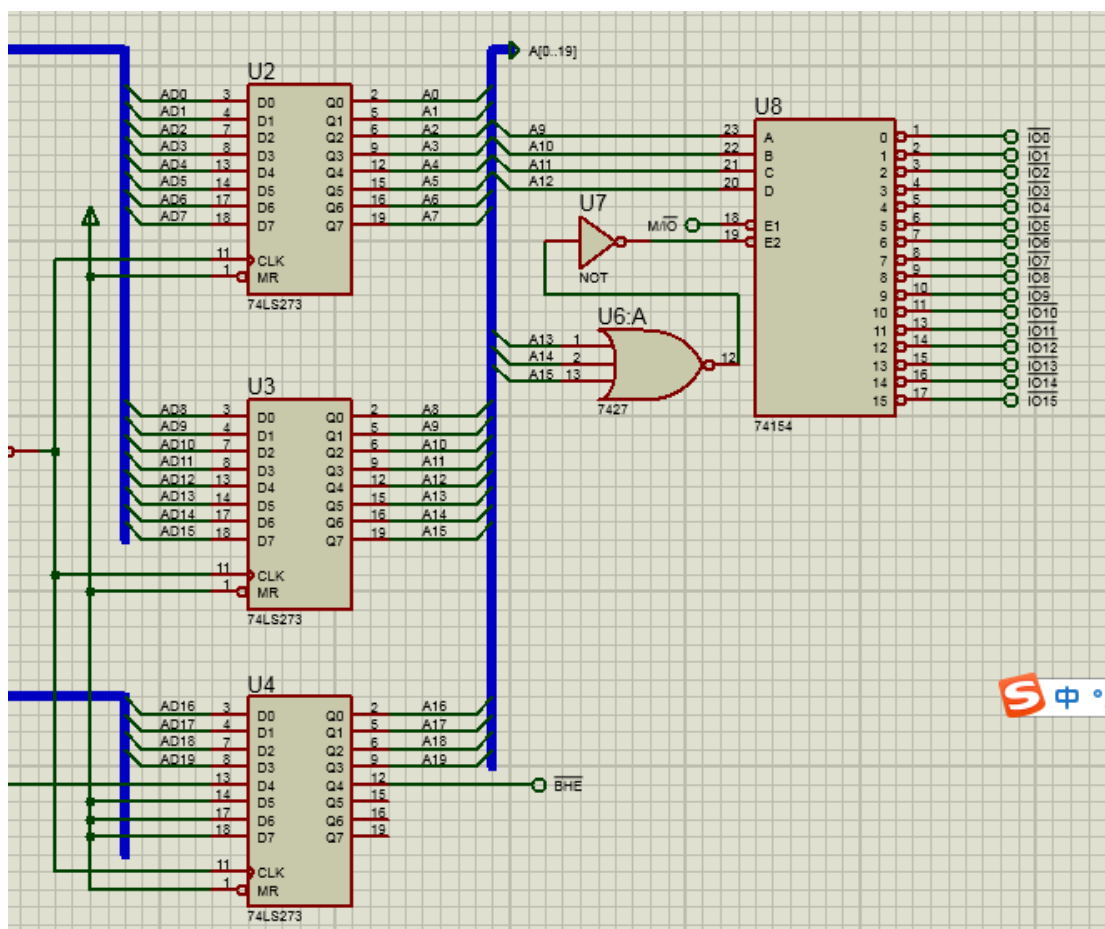 A[0..19]
U2
AD0 3 D0 Q0 2 A0
AD1 4 D1 Q1 5 A1
AD2 7 D2 Q2 6 A2
AD3 8 D3 Q3 9 A3
AD4 13 D4 Q4 12 A4
AD5 14 D5 Q5 15 A5
AD6 17 D6 Q6 16 A6
AD7 18 D7 Q7 19 A7
11 CLK
1 MR
74LS273
U8
A9 23 A 0 1 IO0
A10 22 B 1 2 IO1
A11 21 C 2 3 IO2
A12 20 D 3 4 IO3
4 5 IO4
M/IO 18 E1 5 6 IO5
19 E2 6 7 IO6
7 8 IO7
8 9 IO8
9 10 IO9
10 11 IO10
11 13 IO11
12 14 IO12
13 15 IO13
14 16 IO14
15 17 IO15
74154
U7
NOT
U6:A
A13 1
A14 2
A15 13
12
7427
U3
AD8 3 D0 Q0 2 A8
AD9 4 D1 Q1 5 A9
AD10 7 D2 Q2 6 A10
AD11 8 D3 Q3 9 A11
AD12 13 D4 Q4 12 A12
AD13 14 D5 Q5 15 A13
AD14 17 D6 Q6 16 A14
AD15 18 D7 Q7 19 A15
11 CLK
1 MR
74LS273
U4
AD16 3 D0 Q0 2 A16
AD17 4 D1 Q1 5 A17
AD18 7 D2 Q2 6 A18
AD19 8 D3 Q3 9 A19
13 D4 Q4 12 BHE
14 D5 Q5 15
17 D6 Q6 16
18 D7 Q7 19
11 CLK
1 MR
74LS273
S 中 °,